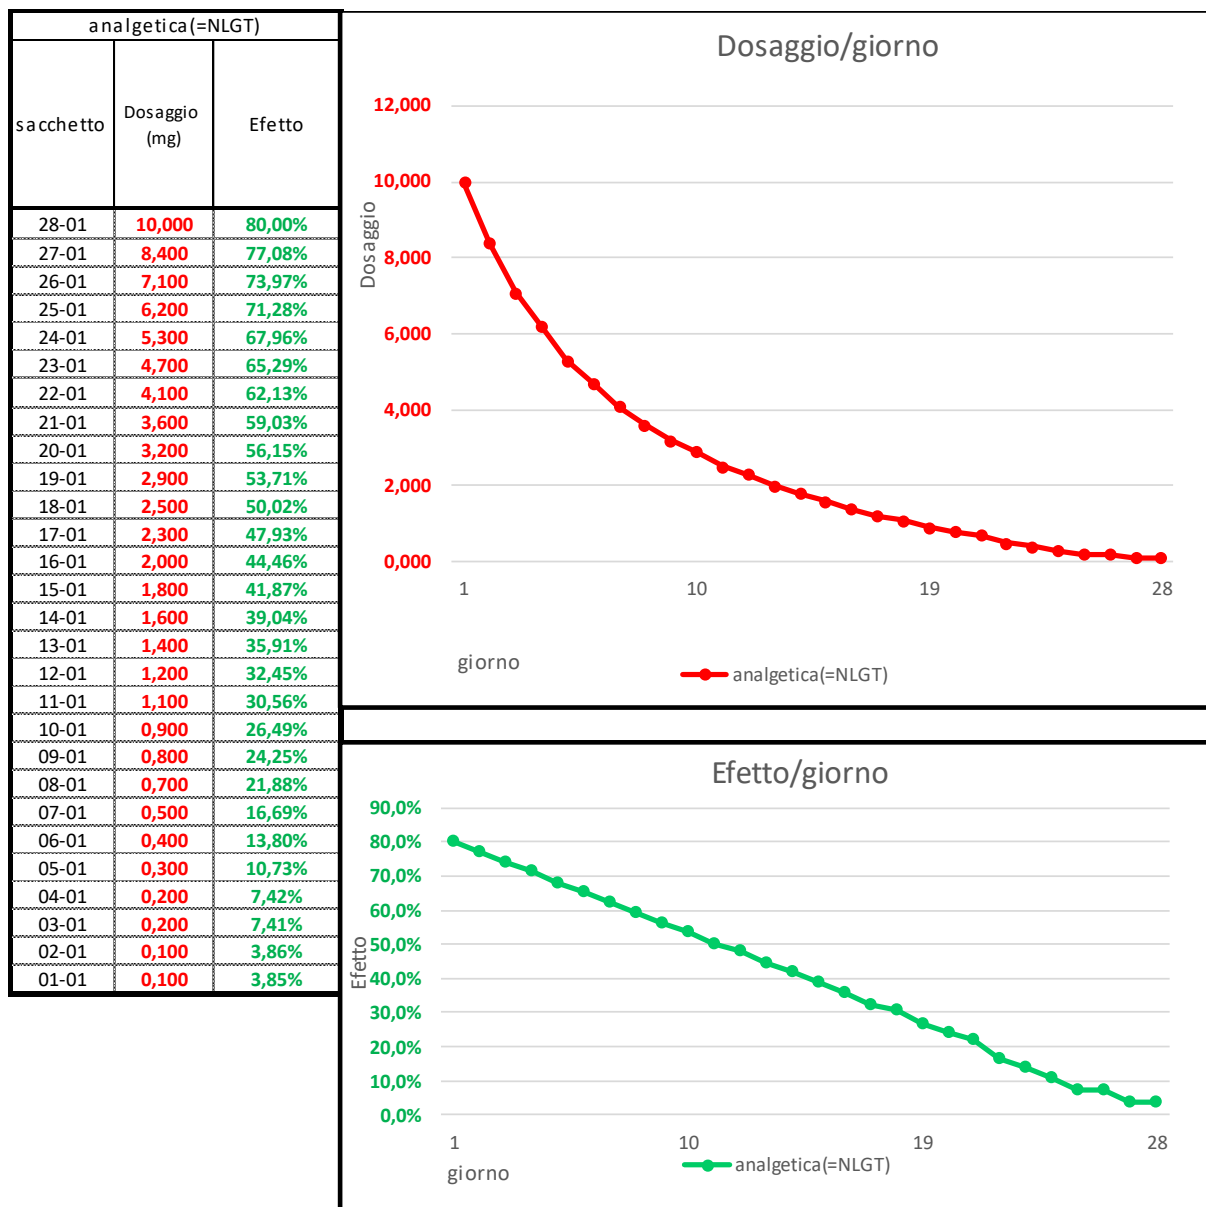 analgetica(=NLGT)
sacchetto Dosaggio (mg) Efetto
28-01 10,000 80,00%
27-01 8,400 77,08%
26-01 7,100 73,97%
25-01 6,200 71,28%
24-01 5,300 67,96%
23-01 4,700 65,29%
22-01 4,100 62,13%
21-01 3,600 59,03%
20-01 3,200 56,15%
19-01 2,900 53,71%
18-01 2,500 50,02%
17-01 2,300 47,93%
16-01 2,000 44,46%
15-01 1,800 41,87%
14-01 1,600 39,04%
13-01 1,400 35,91%
12-01 1,200 32,45%
11-01 1,100 30,56%
10-01 0,900 26,49%
09-01 0,800 24,25%
08-01 0,700 21,88%
07-01 0,500 16,69%
06-01 0,400 13,80%
05-01 0,300 10,73%
04-01 0,200 7,42%
03-01 0,200 7,41%
02-01 0,100 3,86%
01-01 0,100 3,85%
Dosaggio/giorno
Dosaggio
12,000
10,000
8,000
6,000
4,000
2,000
0,000
1 10 19 28
giorno
analgetica(=NLGT)
Efetto/giorno
Efetto
90,0%
80,0%
70,0%
60,0%
50,0%
40,0%
30,0%
20,0%
10,0%
0,0%
1 10 19 28
giorno
analgetica(=NLGT)